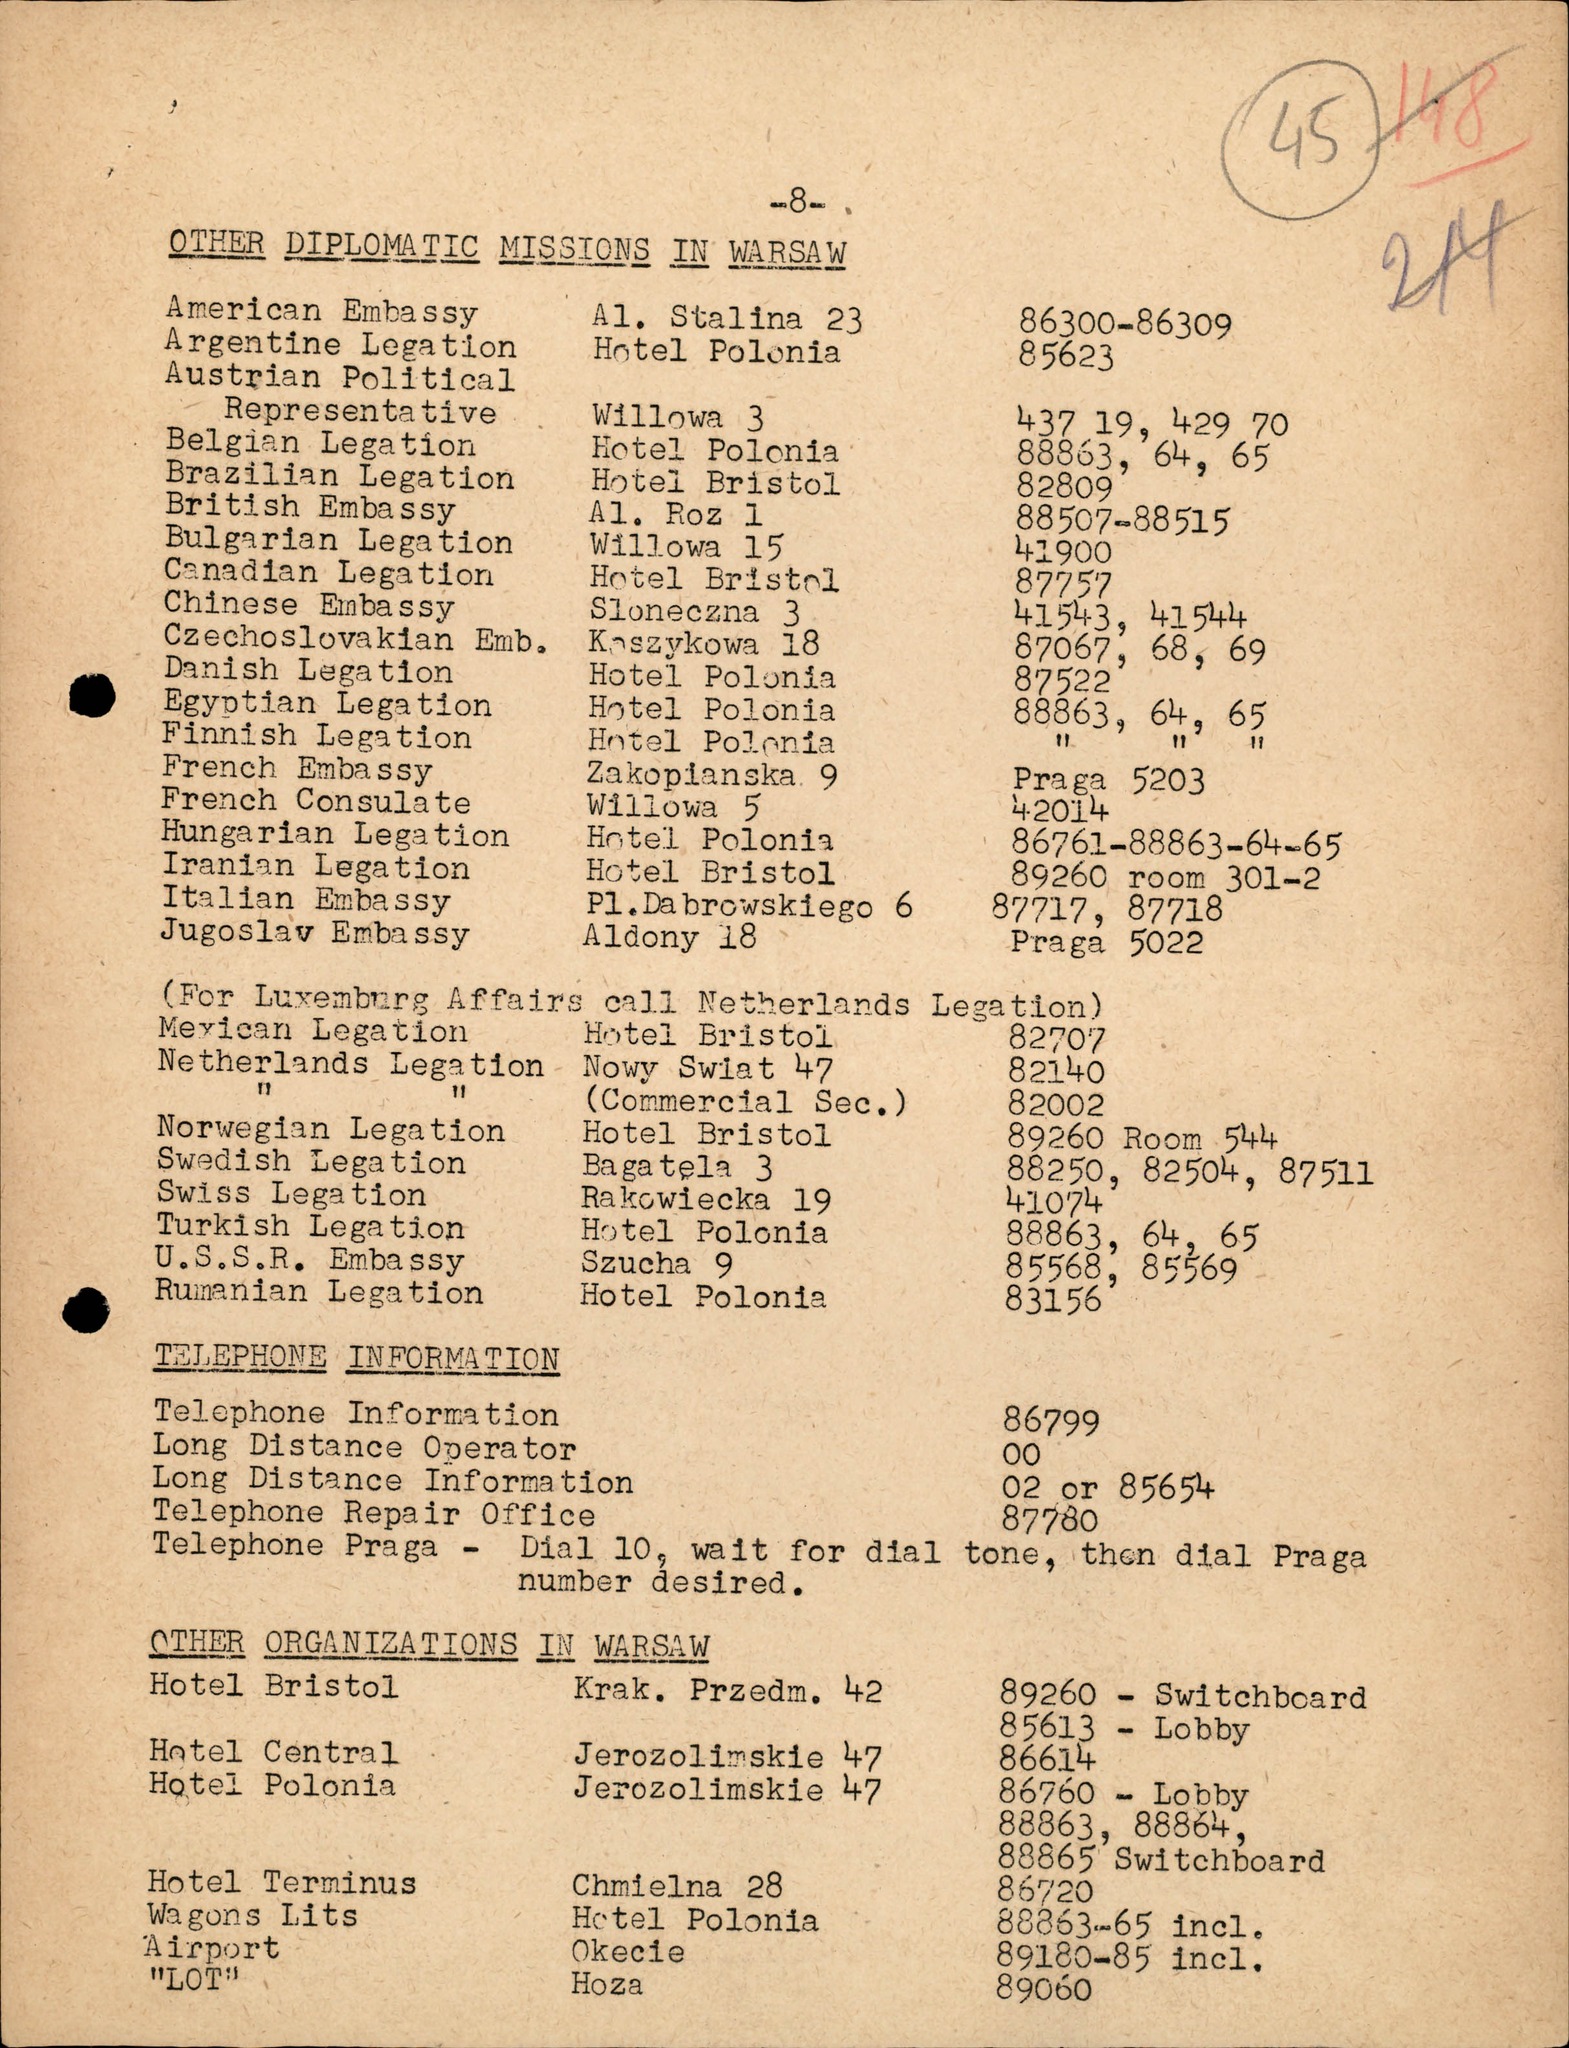 45 148
-8-
244
OTHER DIPLOMATIC MISSIONS IN WARSAW
American Embassy Al. Stalina 23 86300-86309
Argentine Legation Hotel Polonia 85623
Austrian Political
Representative Willowa 3 437 19, 429 70
Belgian Legation Hotel Polonia 88863, 64, 65
Brazilian Legation Hotel Bristol 82809
British Embassy Al. Roz 1 88507-88515
Bulgarian Legation Willowa 15 41900
Canadian Legation Hotel Bristol 87757
Chinese Embassy Sloneczna 3 41543, 41544
Czechoslovakian Emb. Koszykowa 18 87067, 68, 69
Danish Legation Hotel Polonia 87522
Egyptian Legation Hotel Polonia 88863, 64, 65
Finnish Legation Hotel Polonia " " "
French Embassy Zakopianska 9 Praga 5203
French Consulate Willowa 5 42014
Hungarian Legation Hotel Polonia 86761-88863-64-65
Iranian Legation Hotel Bristol 89260 room 301-2
Italian Embassy Pl.Dabrowskiego 6 87717, 87718
Jugoslav Embassy Aldony 18 Praga 5022
(For Luxemburg Affairs call Netherlands Legation)
Mexican Legation Hotel Bristol 82707
Netherlands Legation Nowy Swiat 47 82140
" " (Commercial Sec.) 82002
Norwegian Legation Hotel Bristol 89260 Room 544
Swedish Legation Bagatela 3 88250, 82504, 87511
Swiss Legation Rakowiecka 19 41074
Turkish Legation Hotel Polonia 88863, 64, 65
U.S.S.R. Embassy Szucha 9 85568, 85569
Rumanian Legation Hotel Polonia 83156
TELEPHONE INFORMATION
Telephone Information 86799
Long Distance Operator 00
Long Distance Information 02 or 85654
Telephone Repair Office 87780
Telephone Praga - Dial 10, wait for dial tone, then dial Praga
number desired.
OTHER ORGANIZATIONS IN WARSAW
Hotel Bristol Krak. Przedm. 42 89260 - Switchboard
85613 - Lobby
Hotel Central Jerozolimskie 47 86614
Hotel Polonia Jerozolimskie 47 86760 - Lobby
88863, 88864,
88865 Switchboard
Hotel Terminus Chmielna 28 86720
Wagons Lits Hotel Polonia 88863-65 incl.
Airport Okecie 89180-85 incl.
"LOT" Hoza 89060